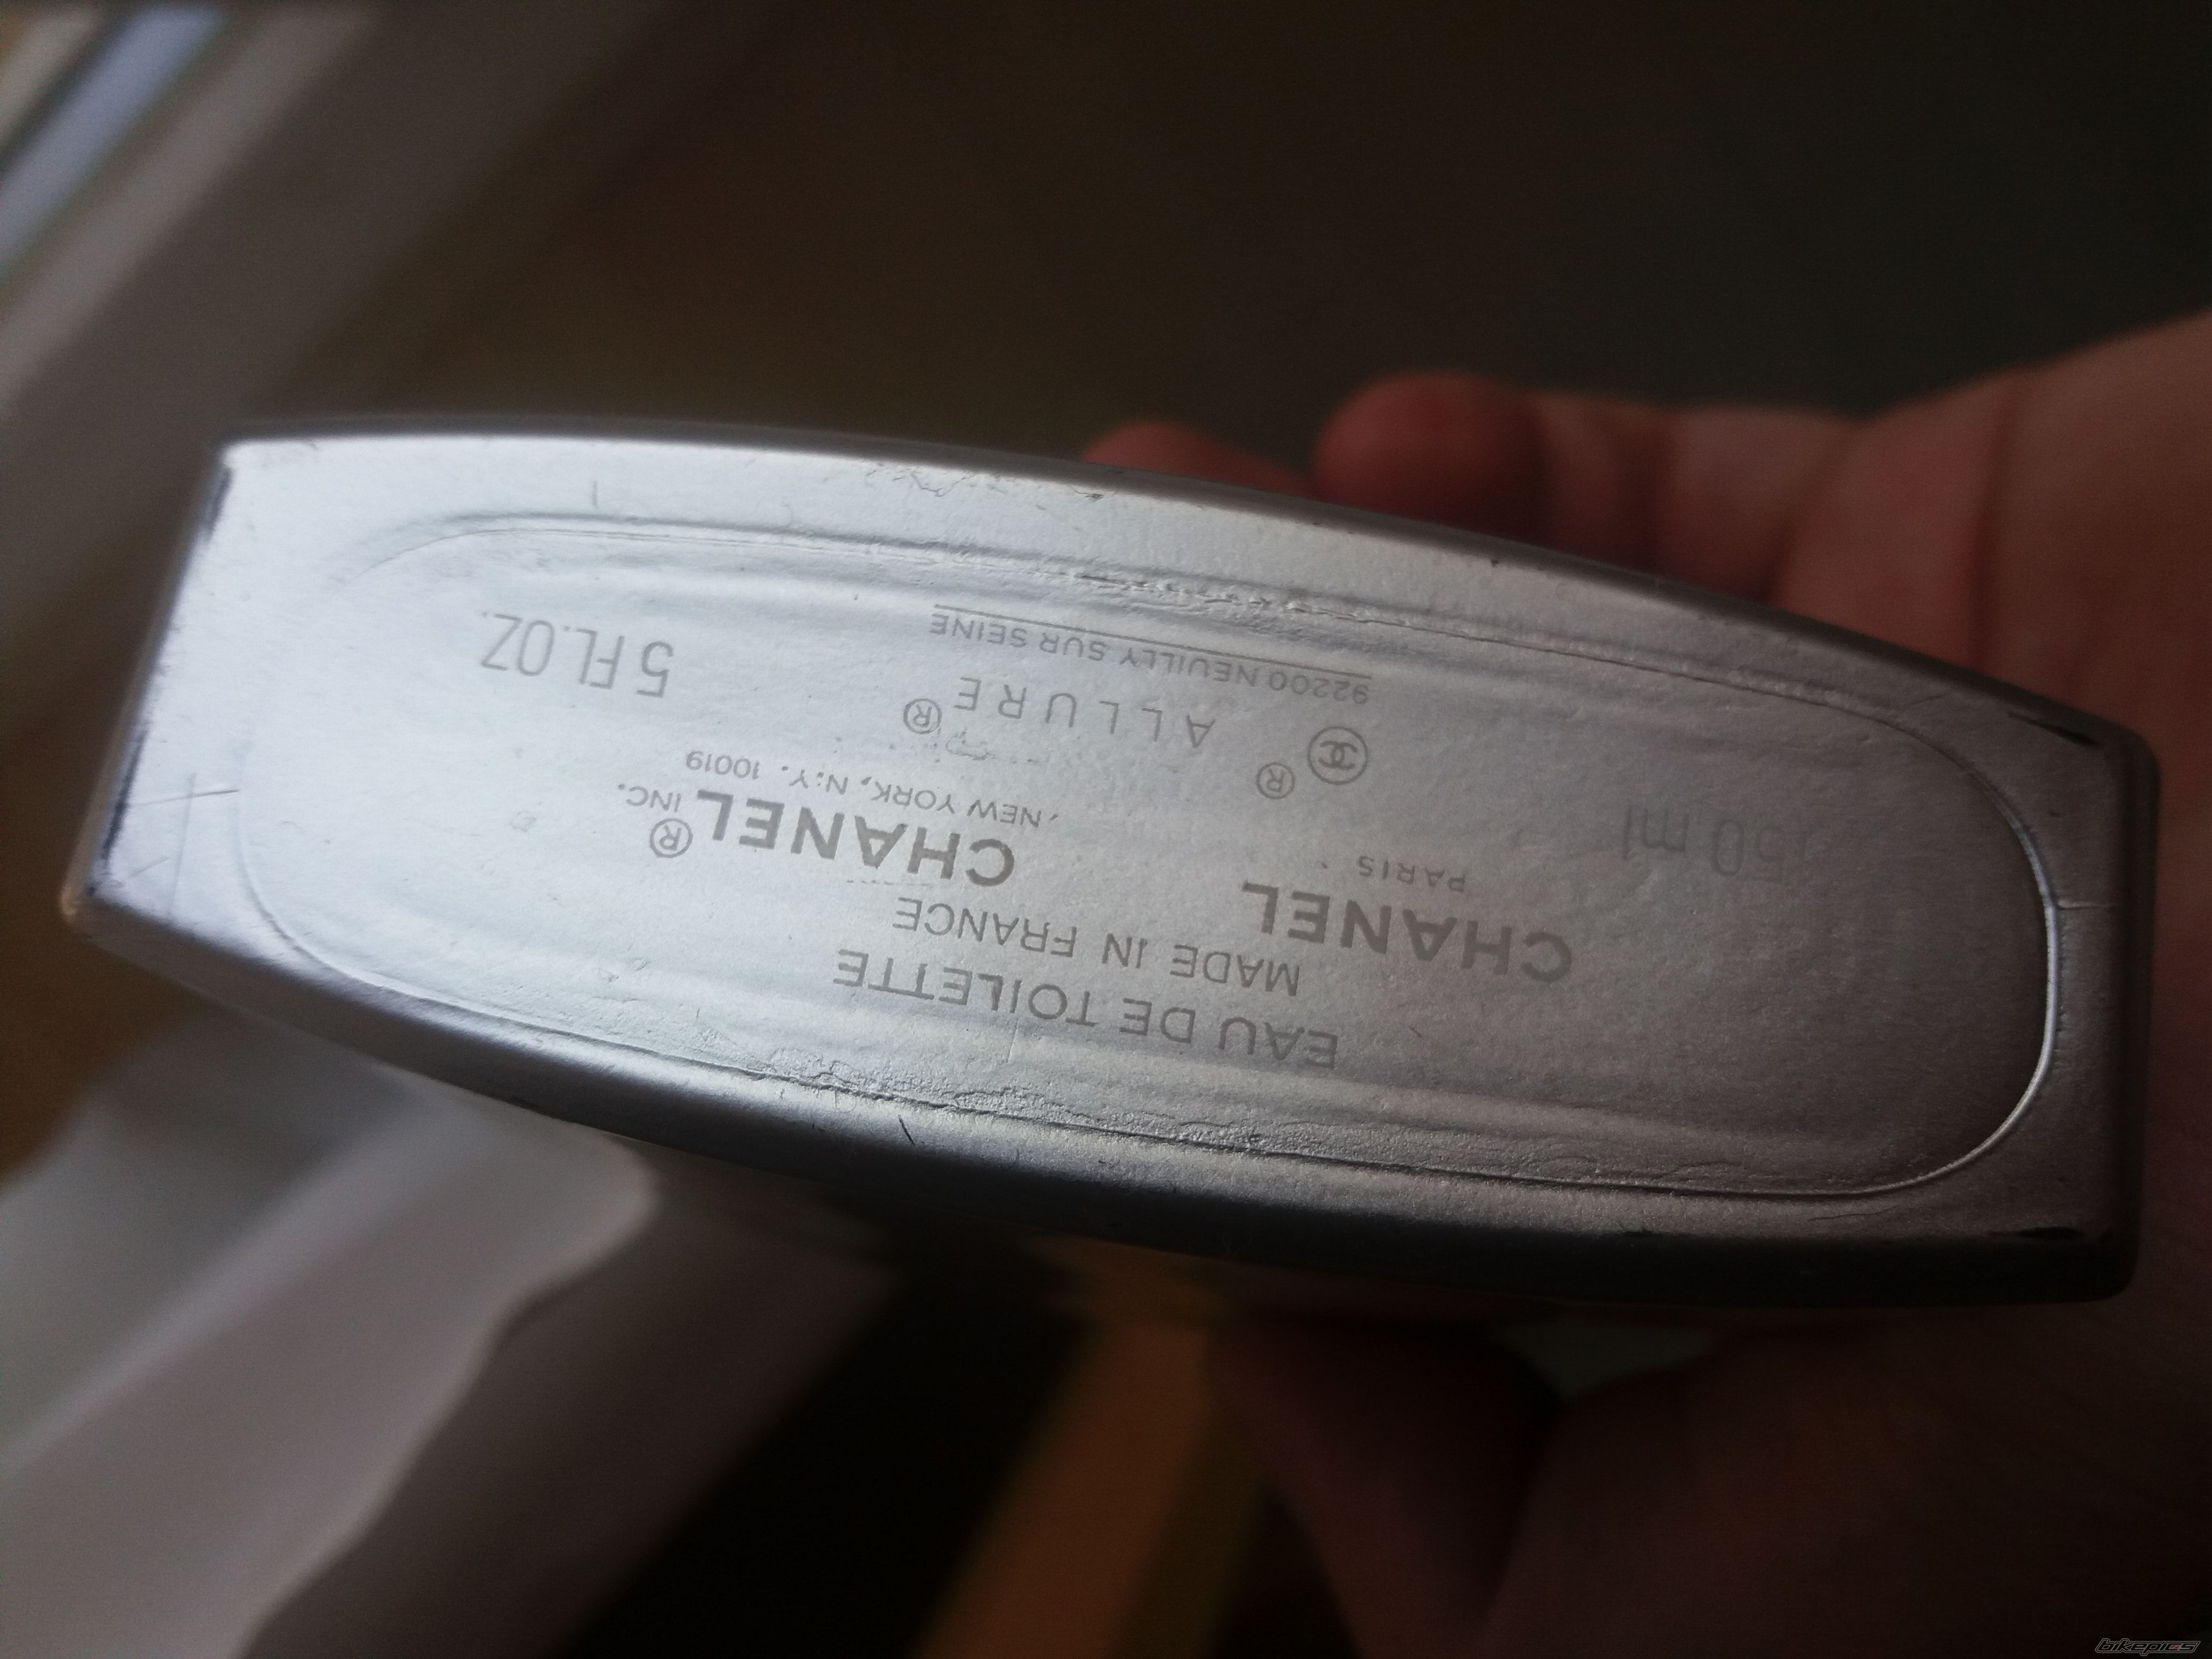 EAU DE TOILETTE
MADE IN FRANCE
CHANEL CHANEL® INC.
PARIS NEW YORK, N.Y. 10019
150 ml ® ALLURE® 5 FL.OZ.
92200 NEUILLY SUR SEINE
bikepics